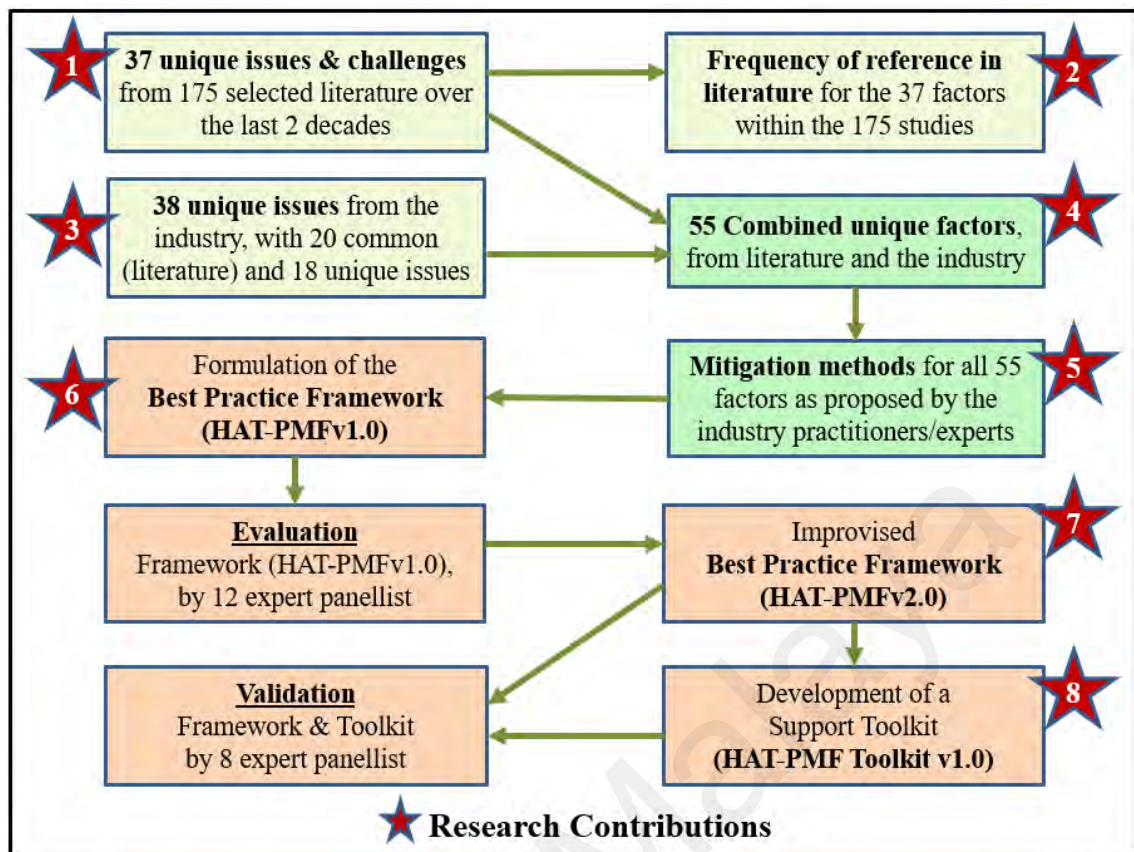 1
37 unique issues & challenges
from 175 selected literature over
the last 2 decades
Frequency of reference in
literature for the 37 factors
within the 175 studies
2
3
38 unique issues from the
industry, with 20 common
(literature) and 18 unique issues
55 Combined unique factors,
from literature and the industry
4
6
Formulation of the
Best Practice Framework
(HAT-PMFv1.0)
Mitigation methods for all 55
factors as proposed by the
industry practitioners/experts
5
Evaluation
Framework (HAT-PMFv1.0),
by 12 expert panellist
Improvised
Best Practice Framework
(HAT-PMFv2.0)
7
Validation
Framework & Toolkit
by 8 expert panellist
Development of a
Support Toolkit
(HAT-PMF Toolkit v1.0)
8
Research Contributions
Malaya